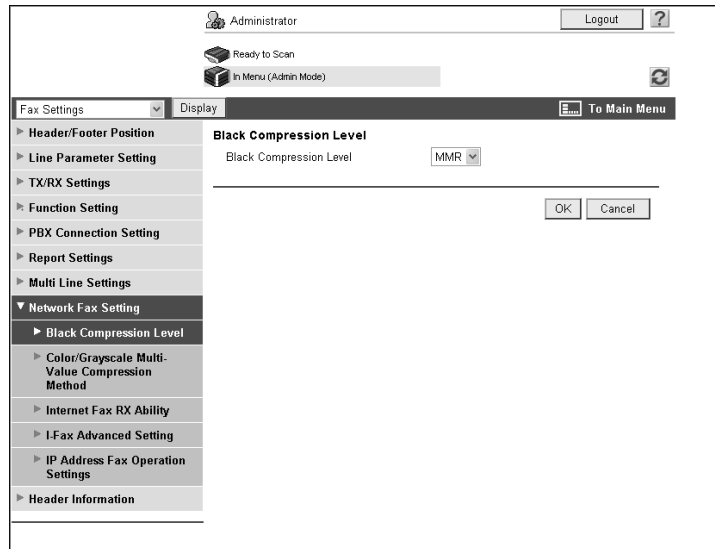 Administrator
Logout
?
Ready to Scan
In Menu (Admin Mode)
Fax Settings
Display
To Main Menu
Header/Footer Position
Line Parameter Setting
TX/RX Settings
Function Setting
PBX Connection Setting
Report Settings
Multi Line Settings
Network Fax Setting
Black Compression Level
Color/Grayscale Multi-
Value Compression
Method
Internet Fax RX Ability
I-Fax Advanced Setting
IP Address Fax Operation
Settings
Header Information
Black Compression Level
Black Compression Level
MMR
OK
Cancel